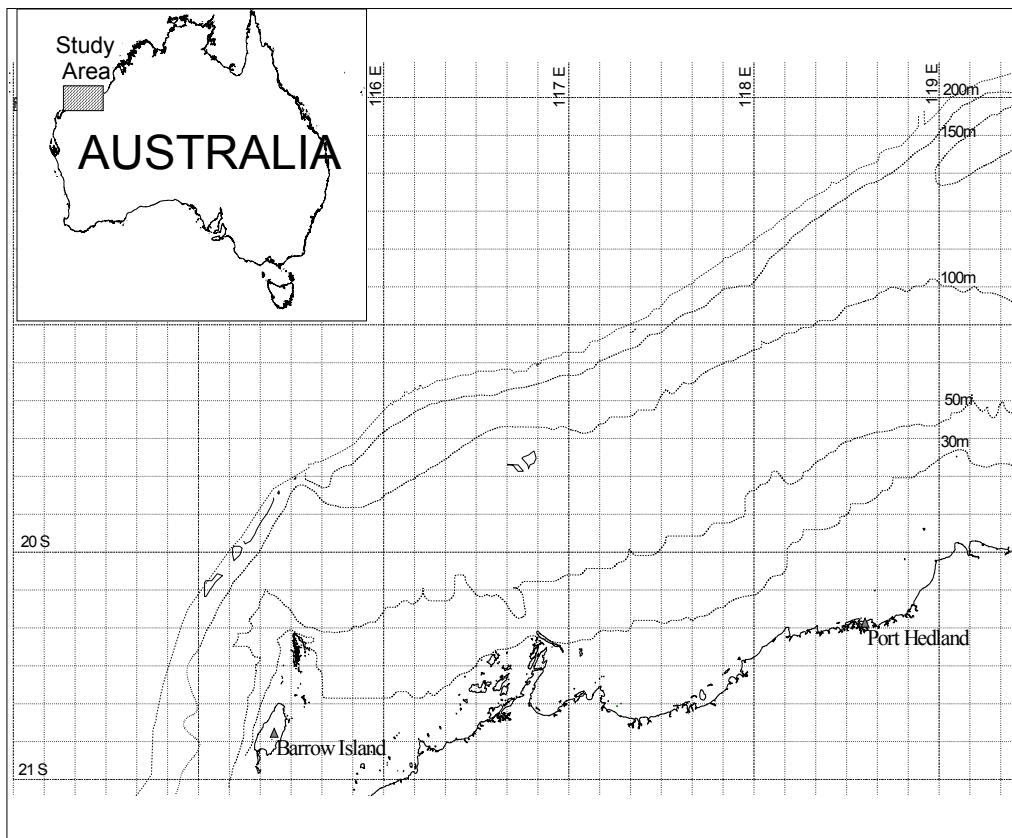 Study
Area
AUSTRALIA
116 E
117 E
118 E
119 E
200m
150m
100m
50m
30m
20 S
Port Hedland
Barrow Island
21 S